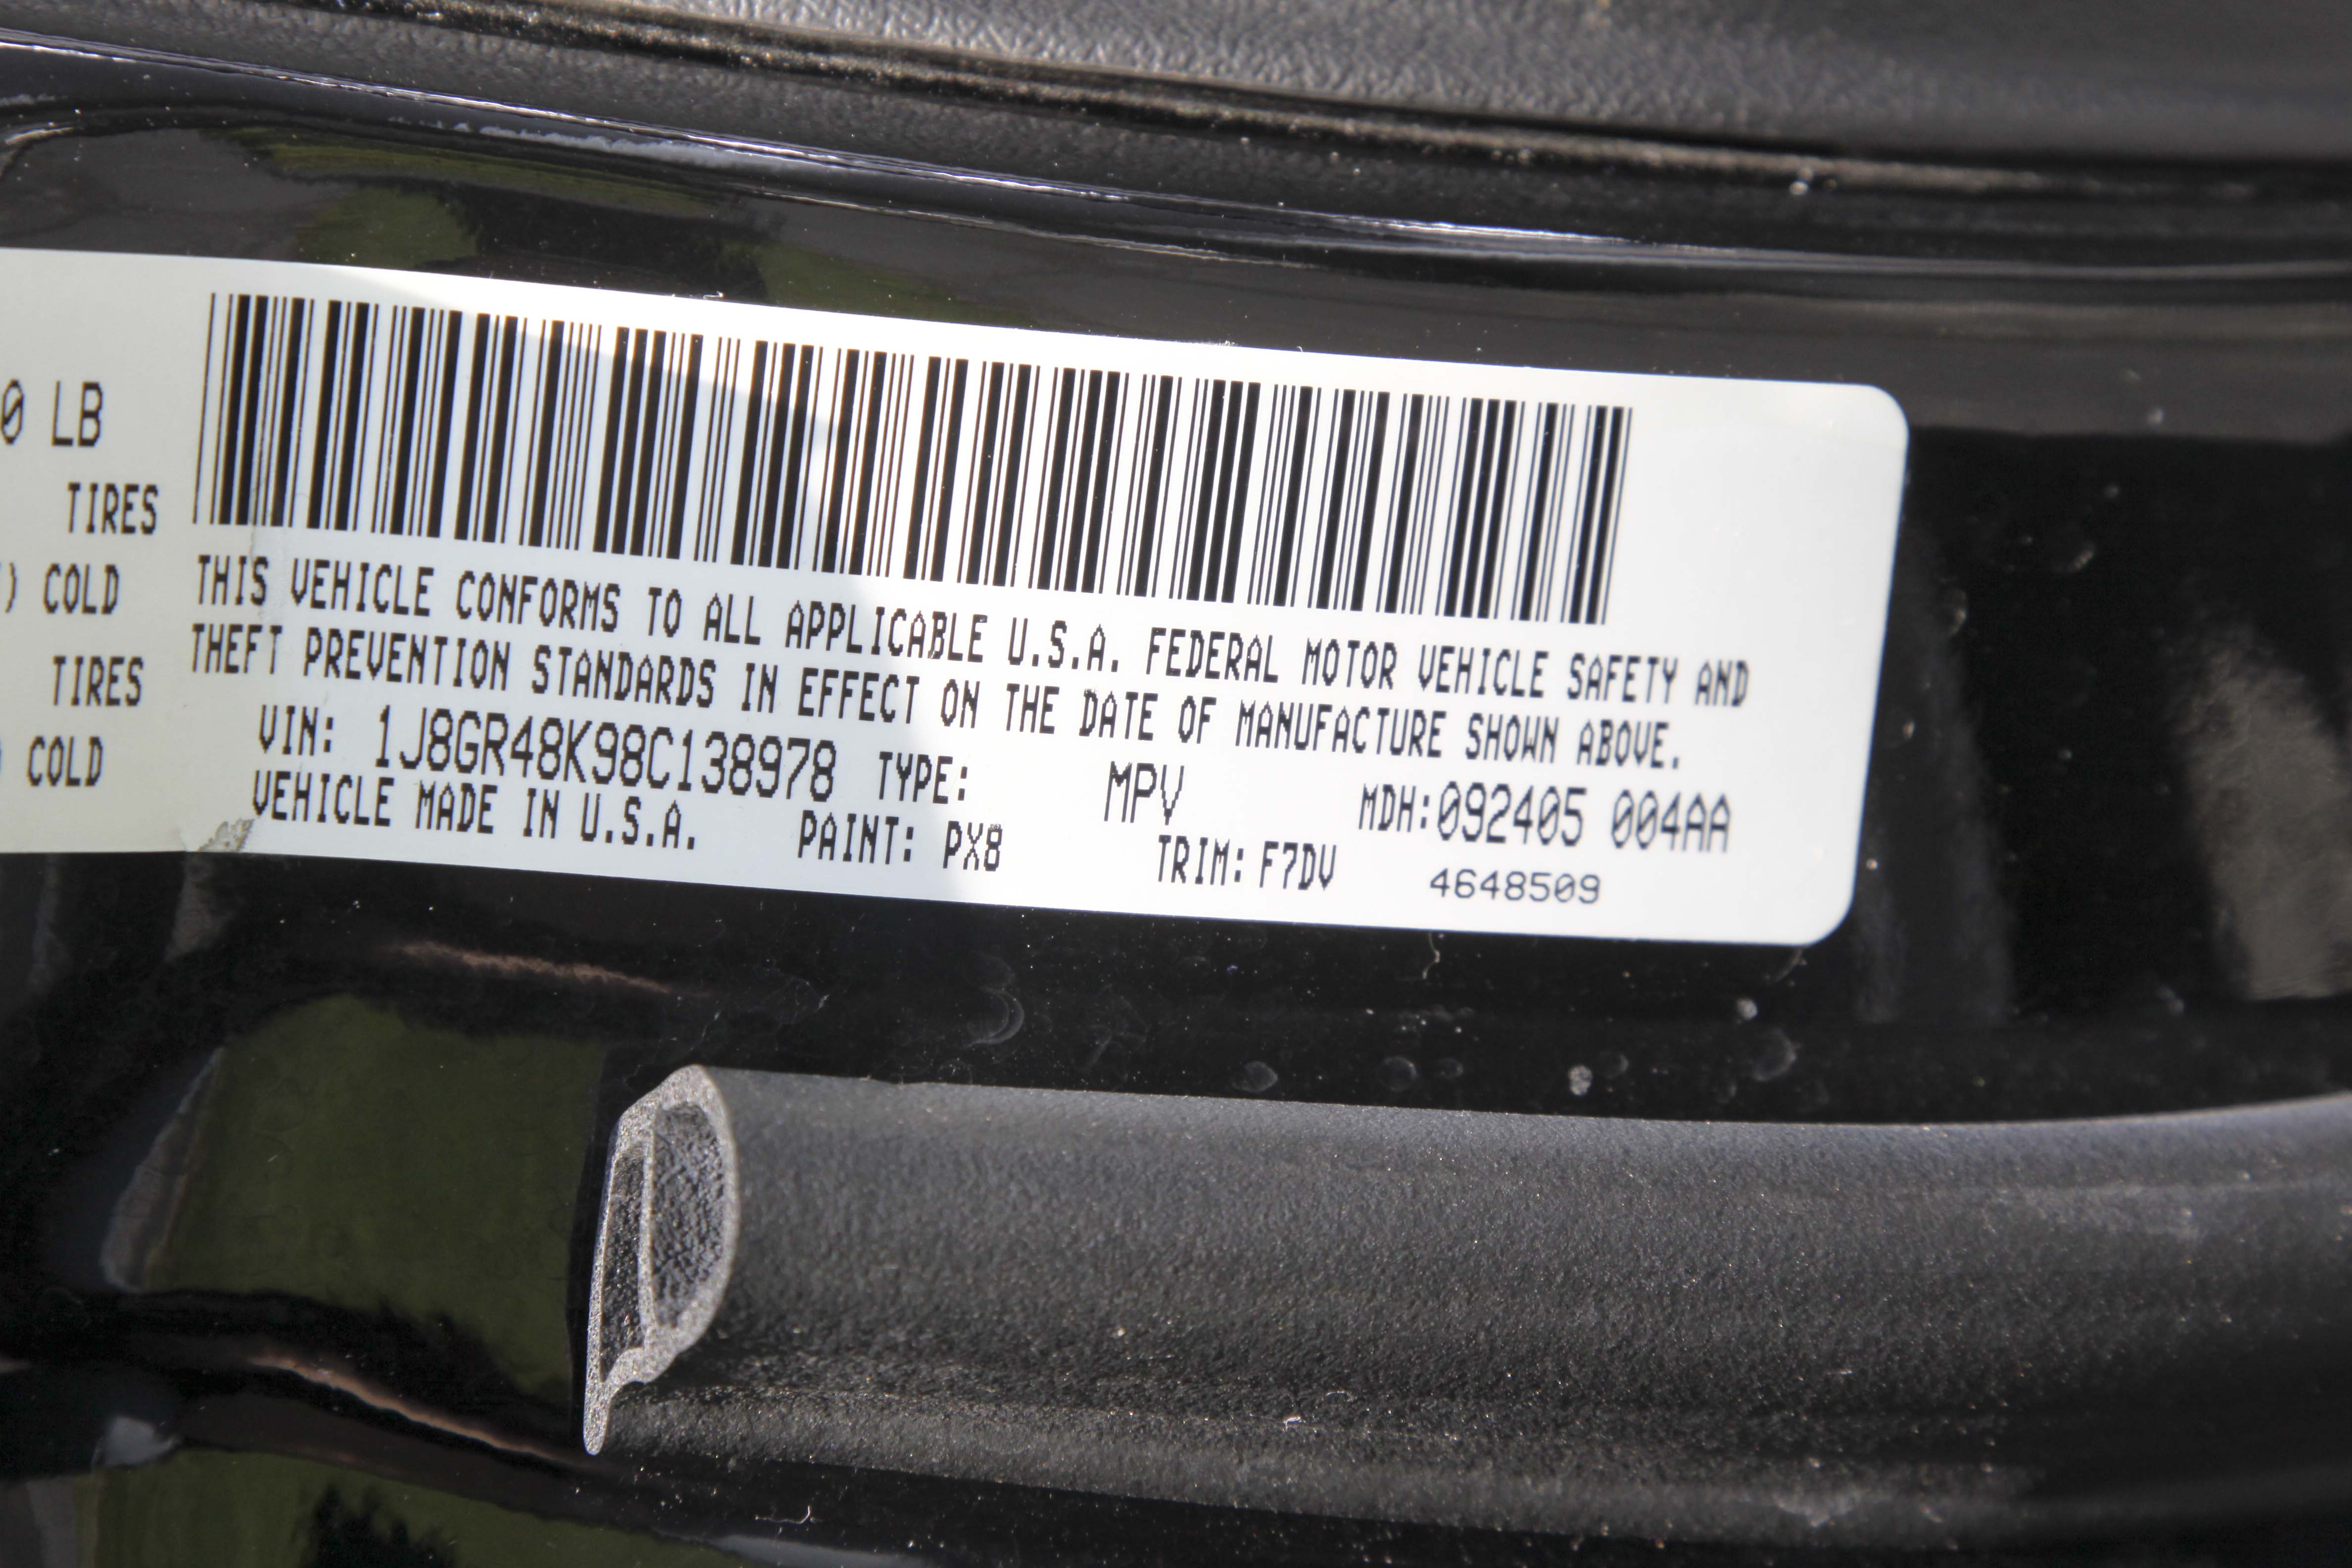 0 LB
TIRES
) COLD
TIRES
COLD
THIS VEHICLE CONFORMS TO ALL APPLICABLE U.S.A. FEDERAL MOTOR VEHICLE SAFETY AND
THEFT PREVENTION STANDARDS IN EFFECT ON THE DATE OF MANUFACTURE SHOWN ABOVE.
VIN: 1J8GR48K98C138978 TYPE: MPV MDH:092405 004AA
VEHICLE MADE IN U.S.A. PAINT: PX8 TRIM: F7DV 4648509